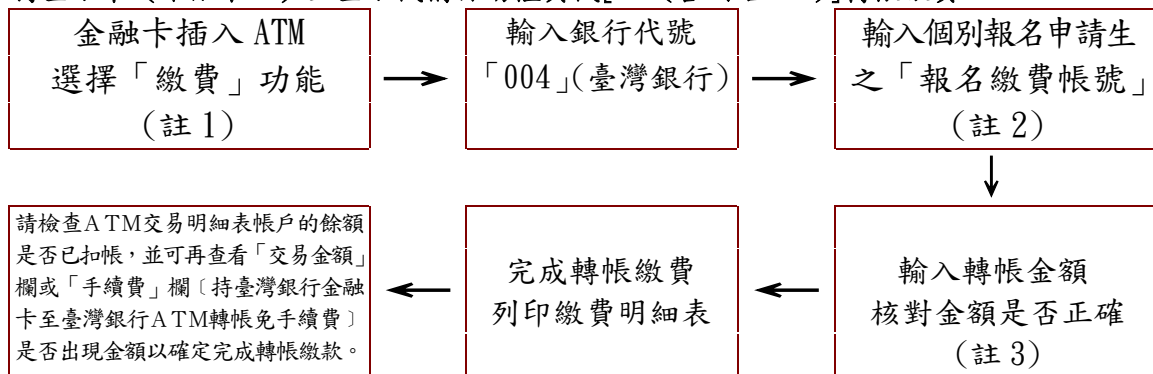 金融卡插入 ATM
選擇「繳費」功能
(註 1)
輸入銀行代號
「004」(臺灣銀行)
輸入個別報名申請生
之「報名繳費帳號」
(註 2)
輸入轉帳金額
核對金額是否正確
(註 3)
完成轉帳繳費
列印繳費明細表
請檢查ATM交易明細表帳戶的餘額
是否已扣帳，並可再查看「交易金額」
欄或「手續費」欄〔持臺灣銀行金融
卡至臺灣銀行ATM轉帳免手續費〕
是否出現金額以確定完成轉帳繳款。